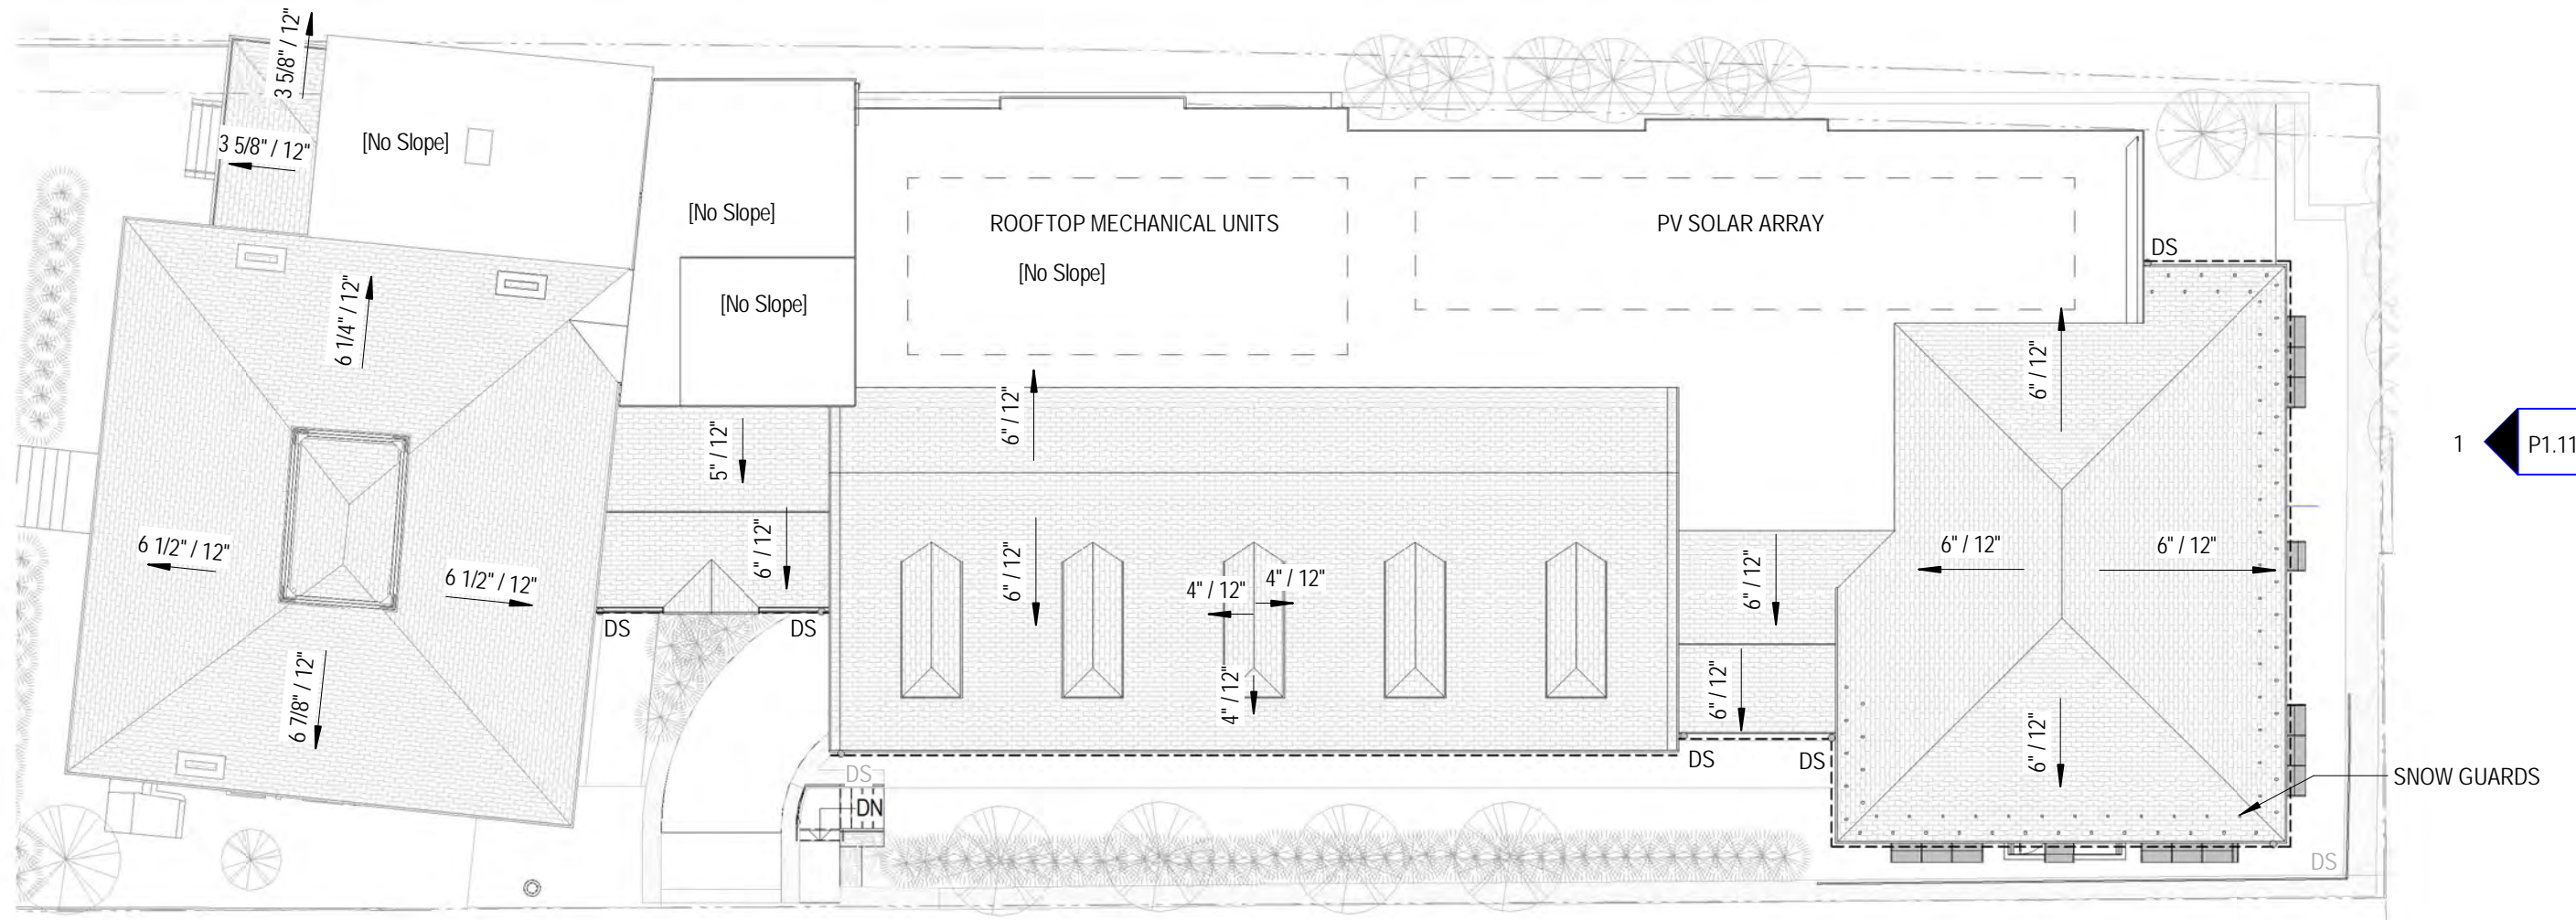 3 5/8" / 12"
3 5/8" / 12"
[No Slope]
[No Slope]
[No Slope]
ROOFTOP MECHANICAL UNITS
[No Slope]
PV SOLAR ARRAY
DS
6 1/4" / 12"
6" / 12"
6" / 12"
5" / 12"
1
P1.11
6 1/2" / 12"
6 1/2" / 12"
6" / 12"
6" / 12"
4" / 12"
4" / 12"
6" / 12"
6" / 12"
6" / 12"
DS
DS
6 7/8" / 12"
4" / 12"
6" / 12"
6" / 12"
DS
DS
DS
SNOW GUARDS
DN
DS